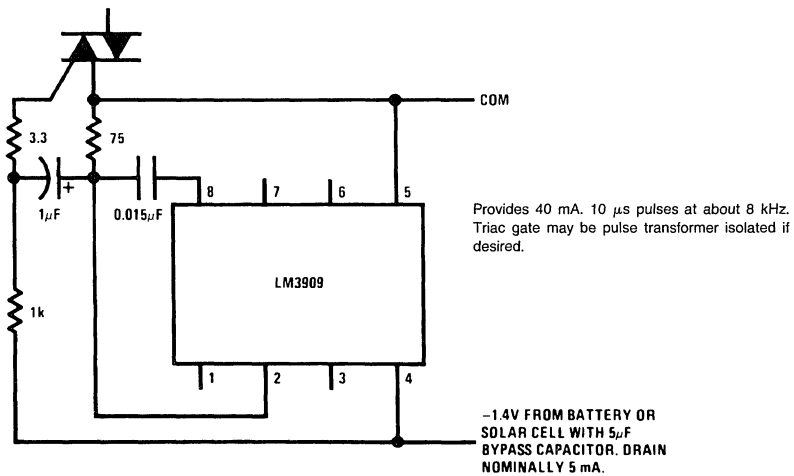 COM
3.3
75
1µF
+
0.015µF
8
7
6
5
Provides 40 mA. 10 µs pulses at about 8 kHz.
Triac gate may be pulse transformer isolated if
desired.
LM3909
1k
1
2
3
4
–1.4V FROM BATTERY OR
SOLAR CELL WITH 5µF
BYPASS CAPACITOR. DRAIN
NOMINALLY 5 mA.